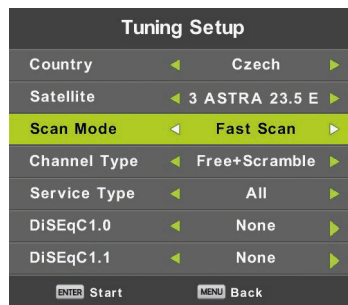 Tuning Setup
Country Czech
Satellite 3 ASTRA 23.5 E
Scan Mode Fast Scan
Channel Type Free+Scramble
Service Type All
DiSEqC1.0 None
DiSEqC1.1 None
ENTER Start MENU Back